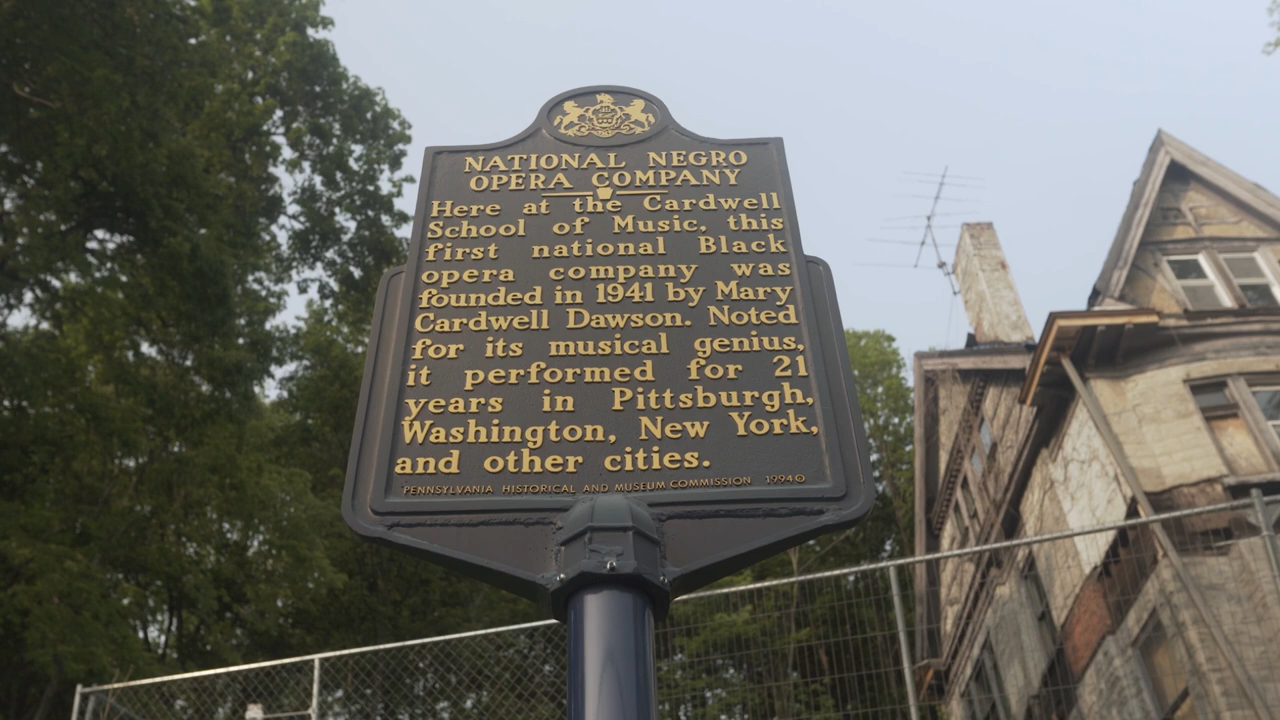 NATIONAL NEGRO
OPERA COMPANY
Here at the Cardwell
School of Music, this
first national Black
opera company was
founded in 1941 by Mary
Cardwell Dawson. Noted
for its musical genius,
it performed for 21
years in Pittsburgh,
Washington, New York,
and other cities.
PENNSYLVANIA HISTORICAL AND MUSEUM COMMISSION 1994